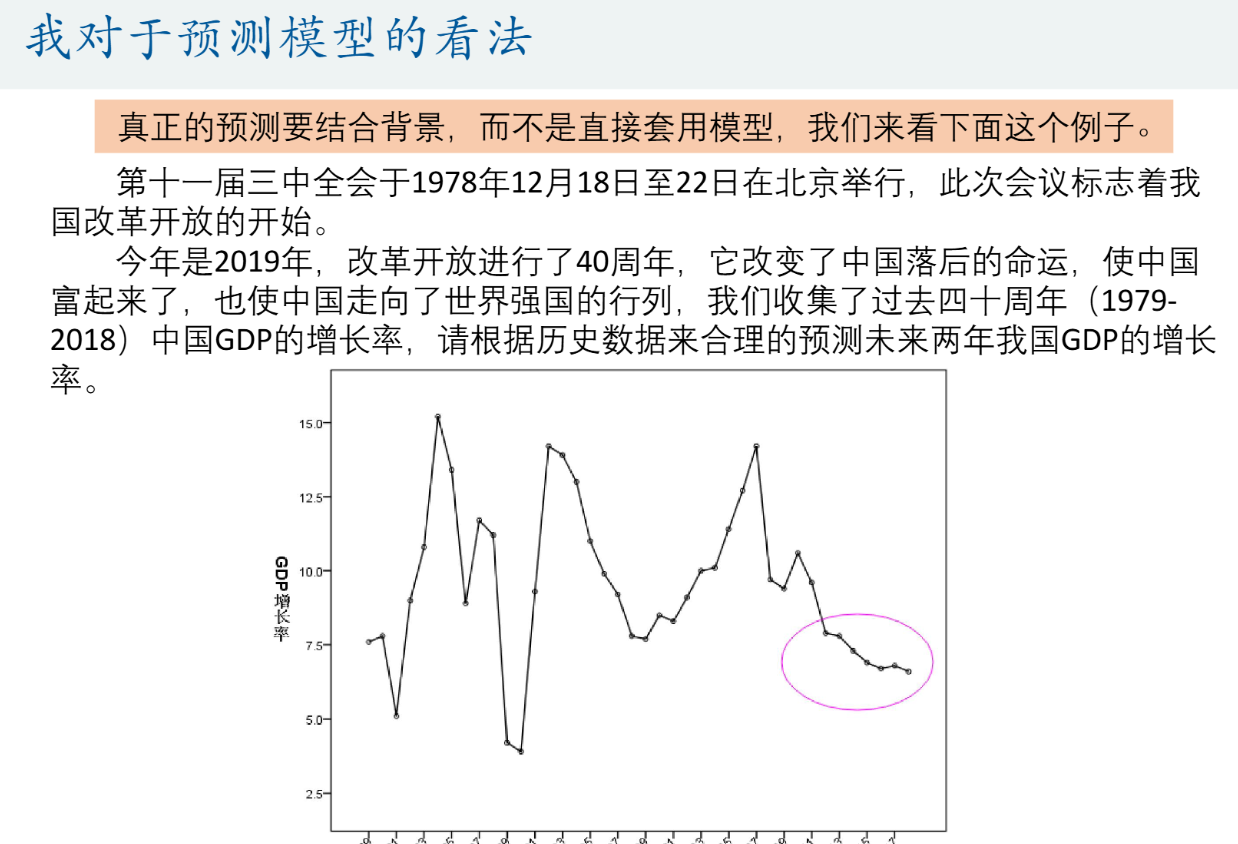 我对于预测模型的看法
真正的预测要结合背景，而不是直接套用模型，我们来看下面这个例子。
第十一届三中全会于1978年12月18日至22日在北京举行，此次会议标志着我
国改革开放的开始。
今年是2019年，改革开放进行了40周年，它改变了中国落后的命运，使中国
富起来了，也使中国走向了世界强国的行列，我们收集了过去四十周年（1979-
2018）中国GDP的增长率，请根据历史数据来合理的预测未来两年我国GDP的增长
率。
15.0
12.5
10.0
7.5
5.0
2.5
GDP增长率